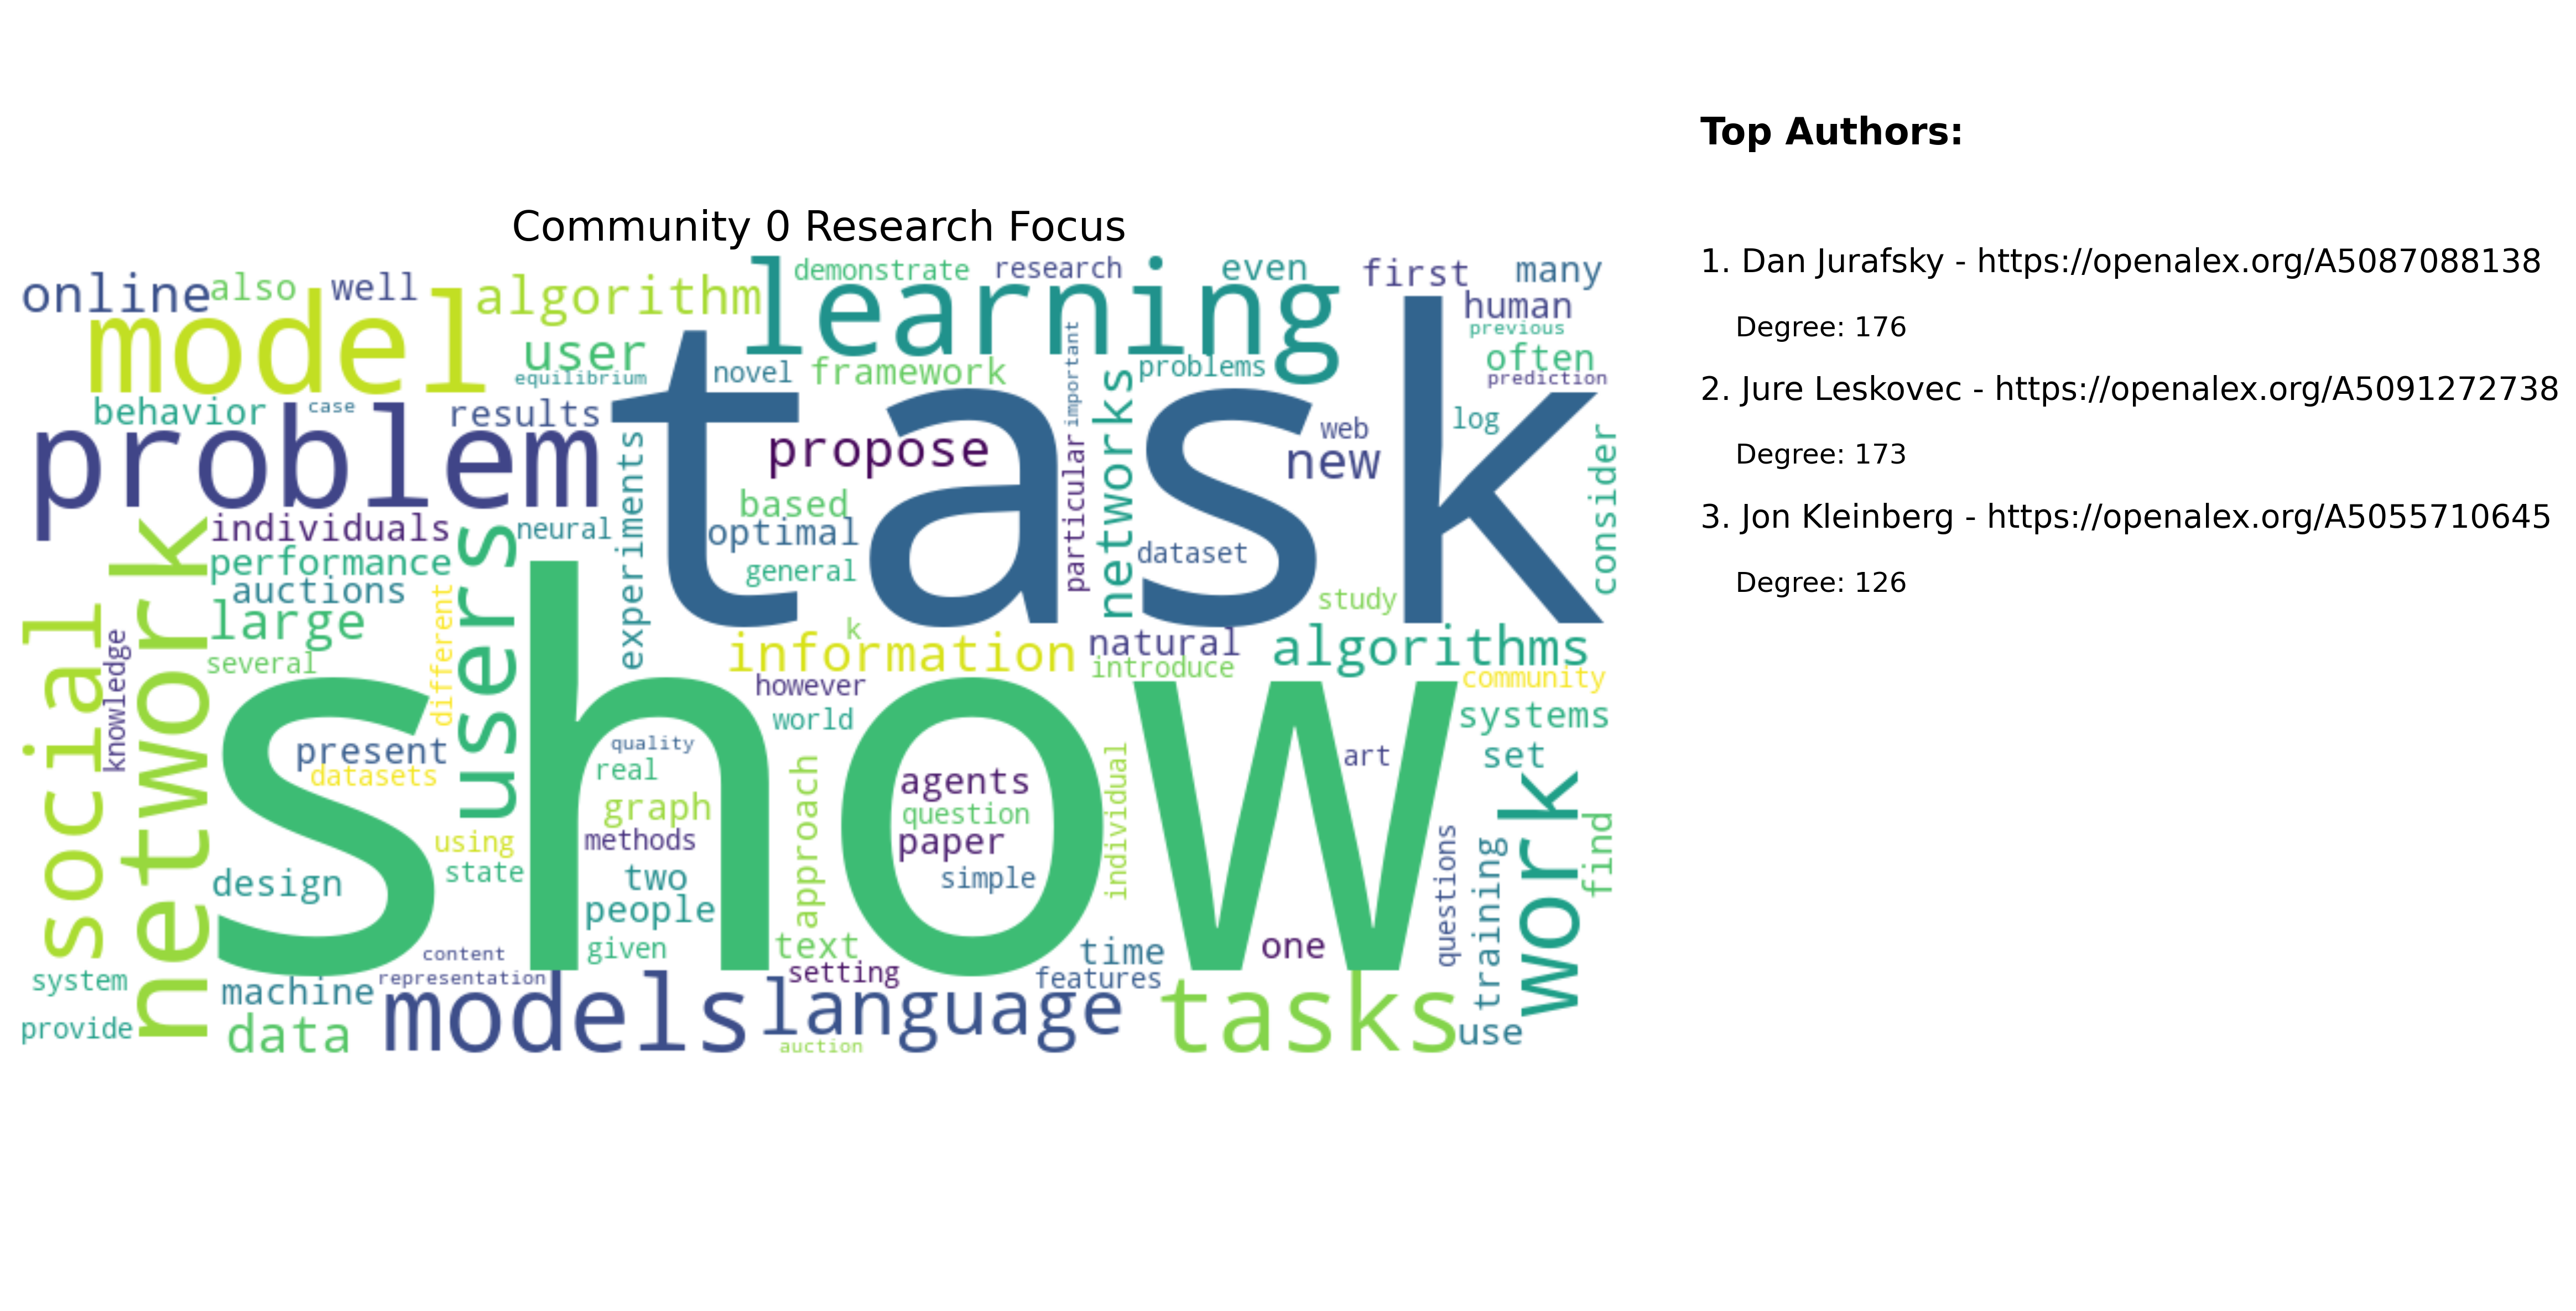 Community 0 Research Focus
Top Authors:
1. Dan Jurafsky - https://openalex.org/A5087088138
Degree: 176
2. Jure Leskovec - https://openalex.org/A5091272738
Degree: 173
3. Jon Kleinberg - https://openalex.org/A5055710645
Degree: 126
online
also
well
algorithm
learning
demonstrate
research
even
first
many
model
user
equilibrium
novel
framework
important
problems
human
previous
often
prediction
behavior
case
results
problem
task
propose
networks
web
new
log
consider
experiments
based
optimal
general
particular
dataset
study
individuals
neural
performance
auctions
large
several
different
users
social
network
knowledge
k
information
natural
introduce
algorithms
community
however
world
systems
set
show
present
datasets
quality
real
graph
methods
using
state
design
two
people
given
approach
agents
question
paper
simple
individual
art
work
find
questions
training
one
text
time
setting
features
content
representation
system
machine
provide
data
models
language
auction
tasks
use